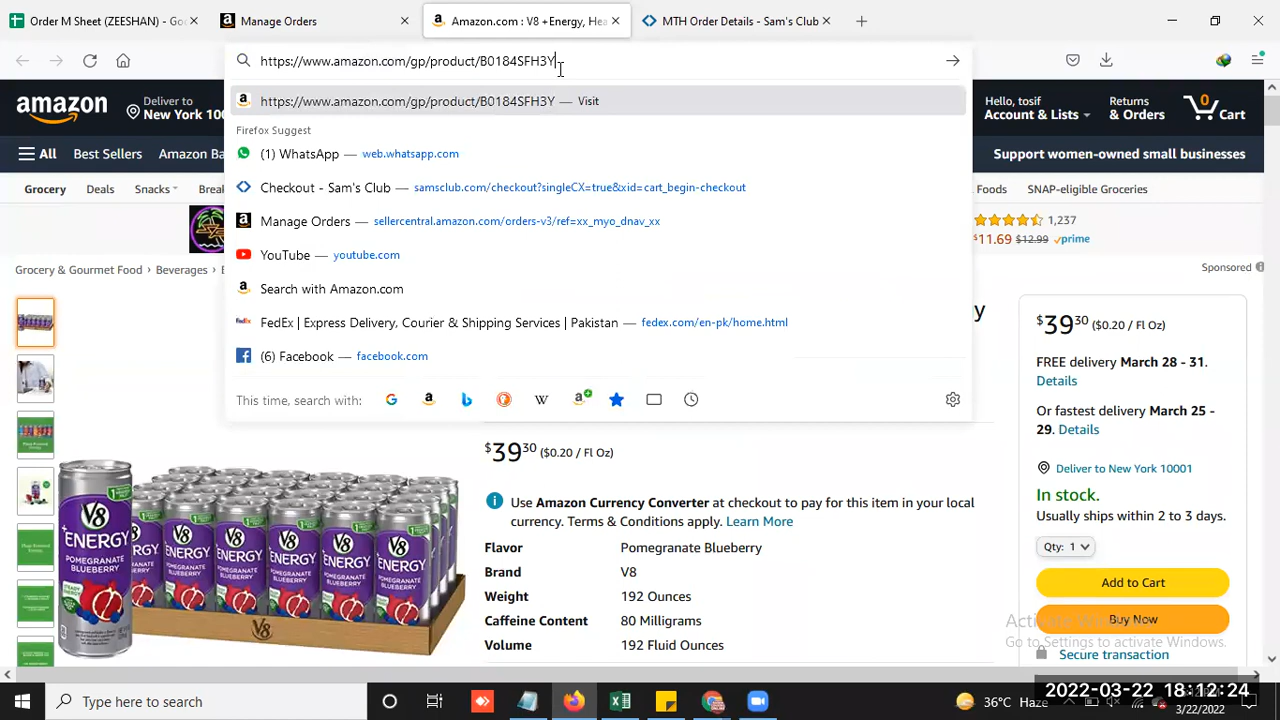 Order M Sheet (ZEESHAN) - Go
Manage Orders
Amazon.com : V8 +Energy, Hea
MTH Order Details - Sam's Club
https://www.amazon.com/gp/product/B0184SFH3Y
https://www.amazon.com/gp/product/B0184SFH3Y — Visit
Firefox Suggest
(1) WhatsApp — web.whatsapp.com
Checkout - Sam's Club — samsclub.com/checkout?singleCX=true&xid=cart_begin-checkout
Manage Orders — sellercentral.amazon.com/orders-v3/ref=xx_myo_dnav_xx
YouTube — youtube.com
Search with Amazon.com
FedEx | Express Delivery, Courier & Shipping Services | Pakistan — fedex.com/en-pk/home.html
(6) Facebook — facebook.com
This time, search with:
amazon
Deliver to
New York 10
Hello, tosif
Account & Lists
Returns
& Orders
0
Cart
All
Best Sellers
Amazon Ba
Support women-owned small businesses
Grocery
Deals
Snacks
Brea
Foods
SNAP-eligible Groceries
1,237
$11.69 $12.99 prime
Grocery & Gourmet Food › Beverages ›
Sponsored
y
$39.30 ($0.20 / Fl Oz)
FREE delivery March 28 - 31.
Details
Or fastest delivery March 25 -
29. Details
Deliver to New York 10001
In stock.
Usually ships within 2 to 3 days.
Qty: 1
Add to Cart
Buy Now
Secure transaction
$39.30 ($0.20 / Fl Oz)
Use Amazon Currency Converter at checkout to pay for this item in your local
currency. Terms & Conditions apply. Learn More
Flavor Pomegranate Blueberry
Brand V8
Weight 192 Ounces
Caffeine Content 80 Milligrams
Volume 192 Fluid Ounces
V8
+ENERGY
POMEGRANATE
BLUEBERRY
Activate Windows
Go to Settings to activate Windows.
Type here to search
36°C Haze
2022-03-22 18:12:24
3/22/2022